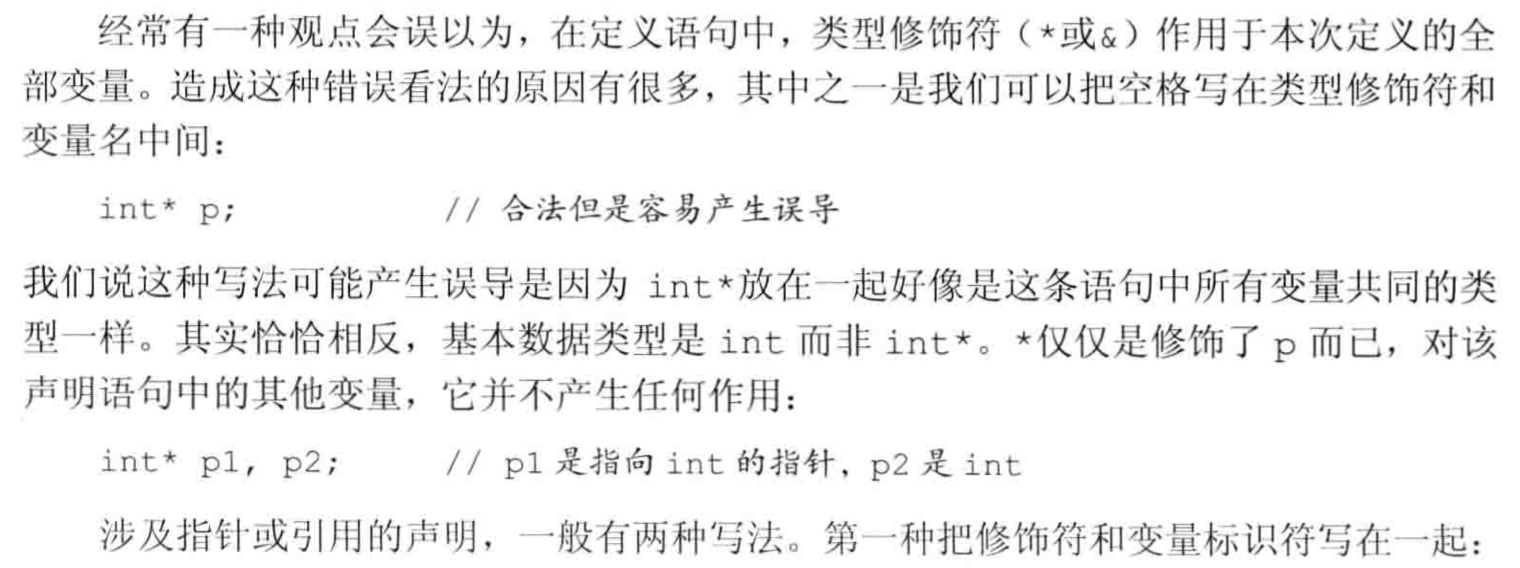 经常有一种观点会误以为，在定义语句中，类型修饰符（*或&）作用于本次定义的全
部变量。造成这种错误看法的原因有很多，其中之一是我们可以把空格写在类型修饰符和
变量名中间：
int* p; // 合法但是容易产生误导
我们说这种写法可能产生误导是因为 int*放在一起好像是这条语句中所有变量共同的类
型一样。其实恰恰相反，基本数据类型是 int 而非 int*。*仅仅是修饰了 p 而已，对该
声明语句中的其他变量，它并不产生任何作用：
int* p1, p2; // p1 是指向 int 的指针，p2 是 int
涉及指针或引用的声明，一般有两种写法。第一种把修饰符和变量标识符写在一起：